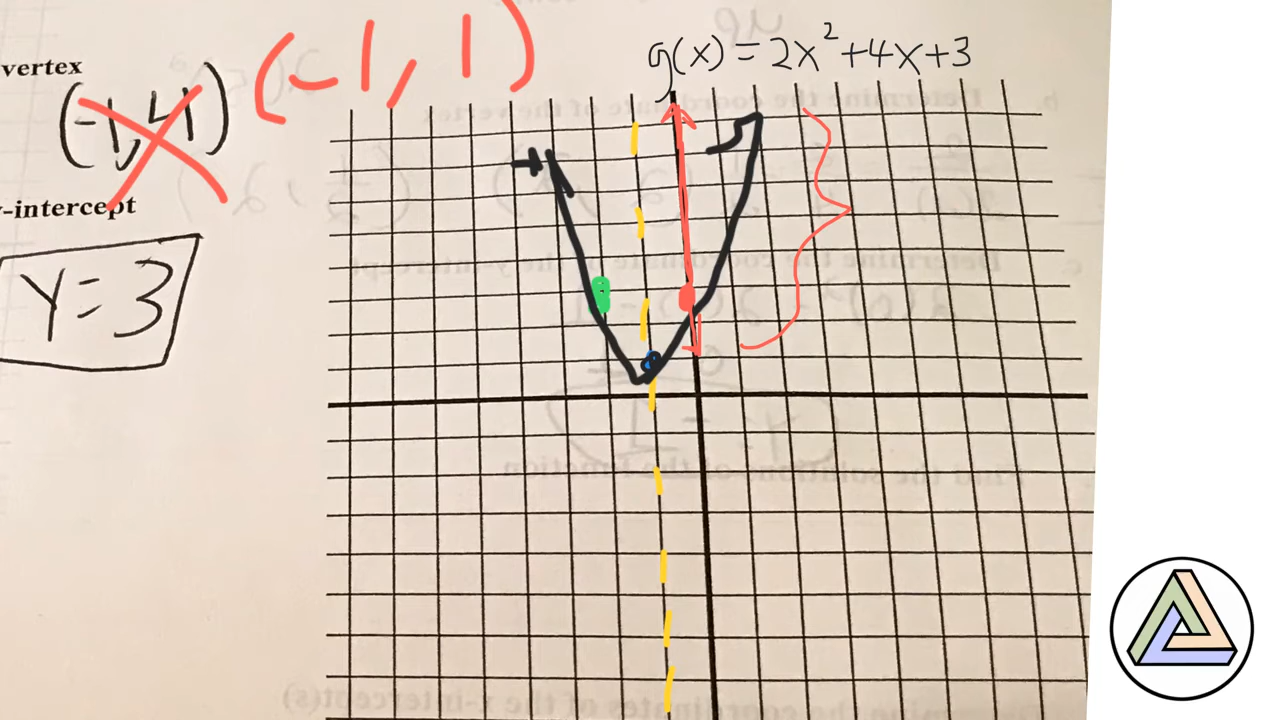 g(x) = 2x² + 4x + 3
vertex
(-1, 1)
(-1, 4)
y-intercept
Y = 3